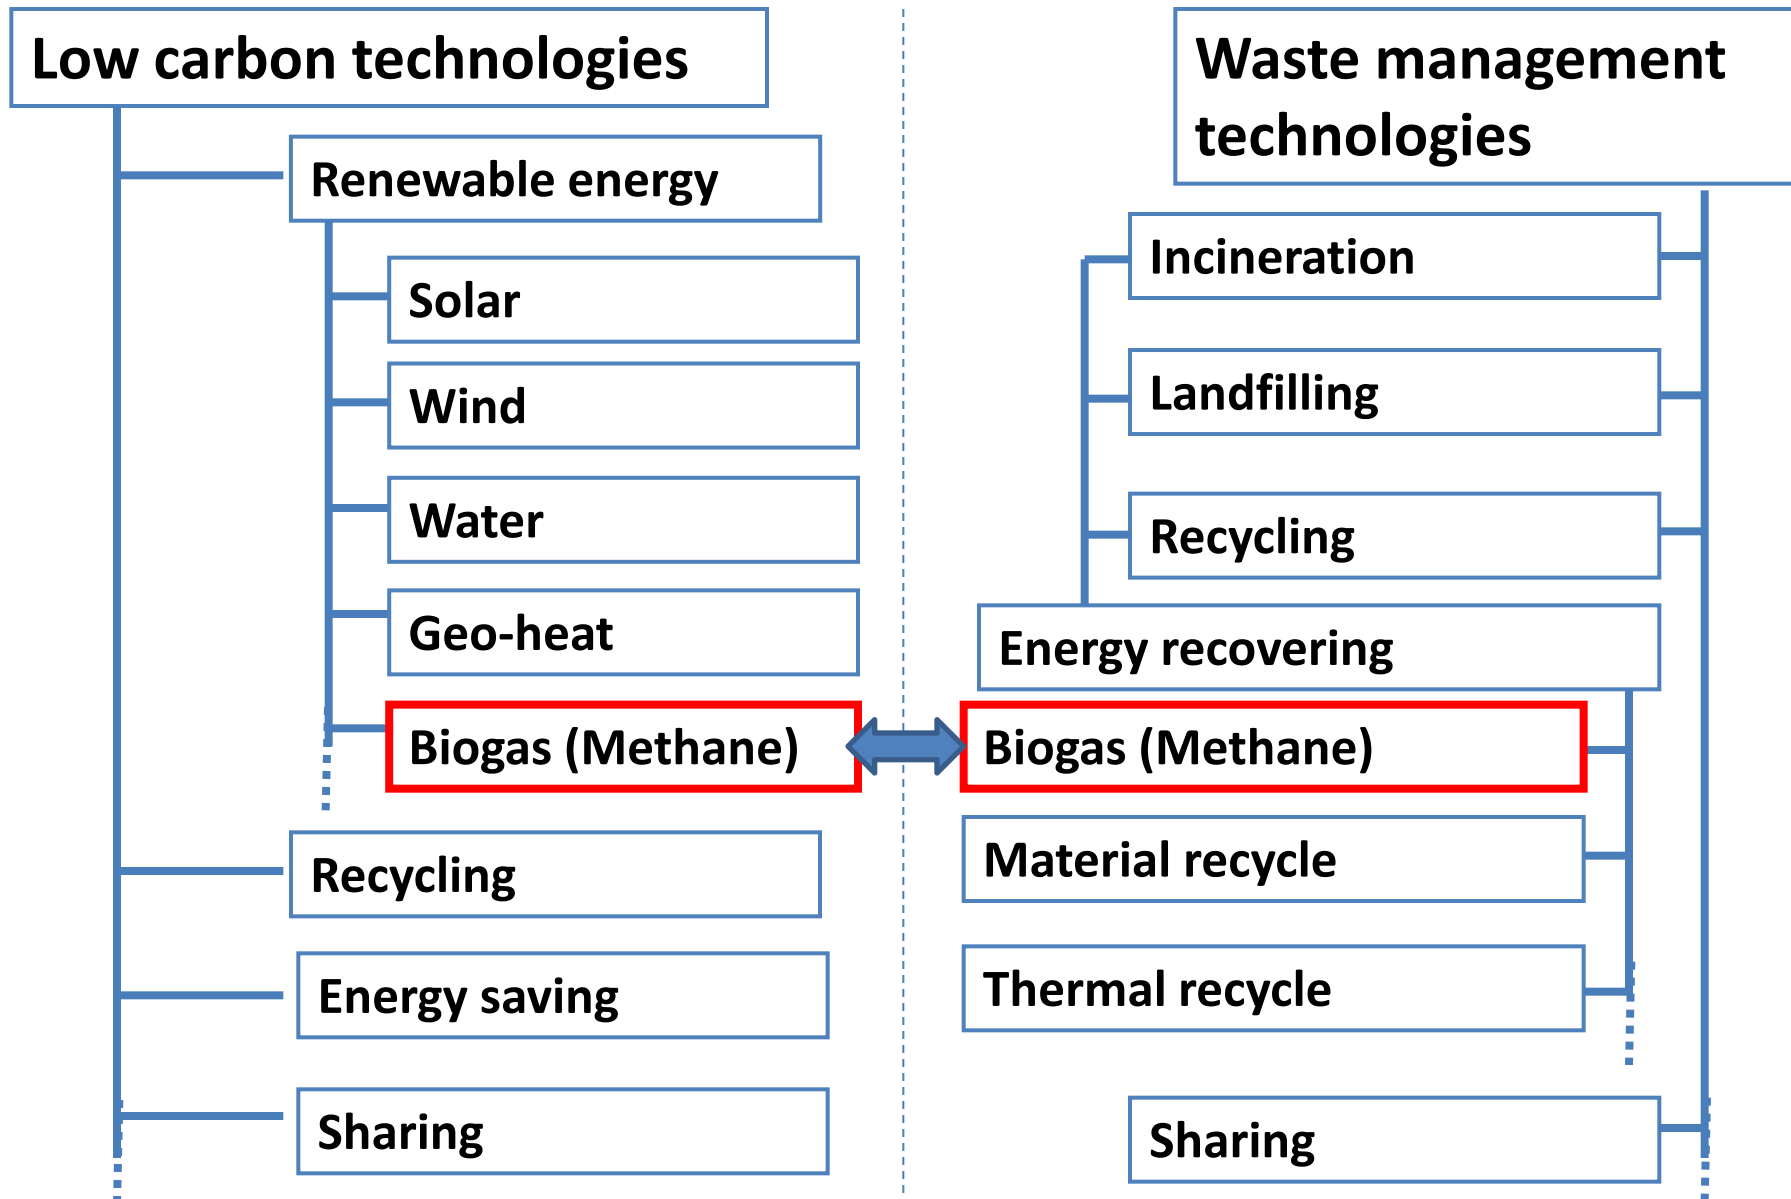 Low carbon technologies
Renewable energy
Solar
Wind
Water
Geo-heat
Biogas (Methane)
Recycling
Energy saving
Sharing
Waste management
technologies
Incineration
Landfilling
Recycling
Energy recovering
Biogas (Methane)
Material recycle
Thermal recycle
Sharing